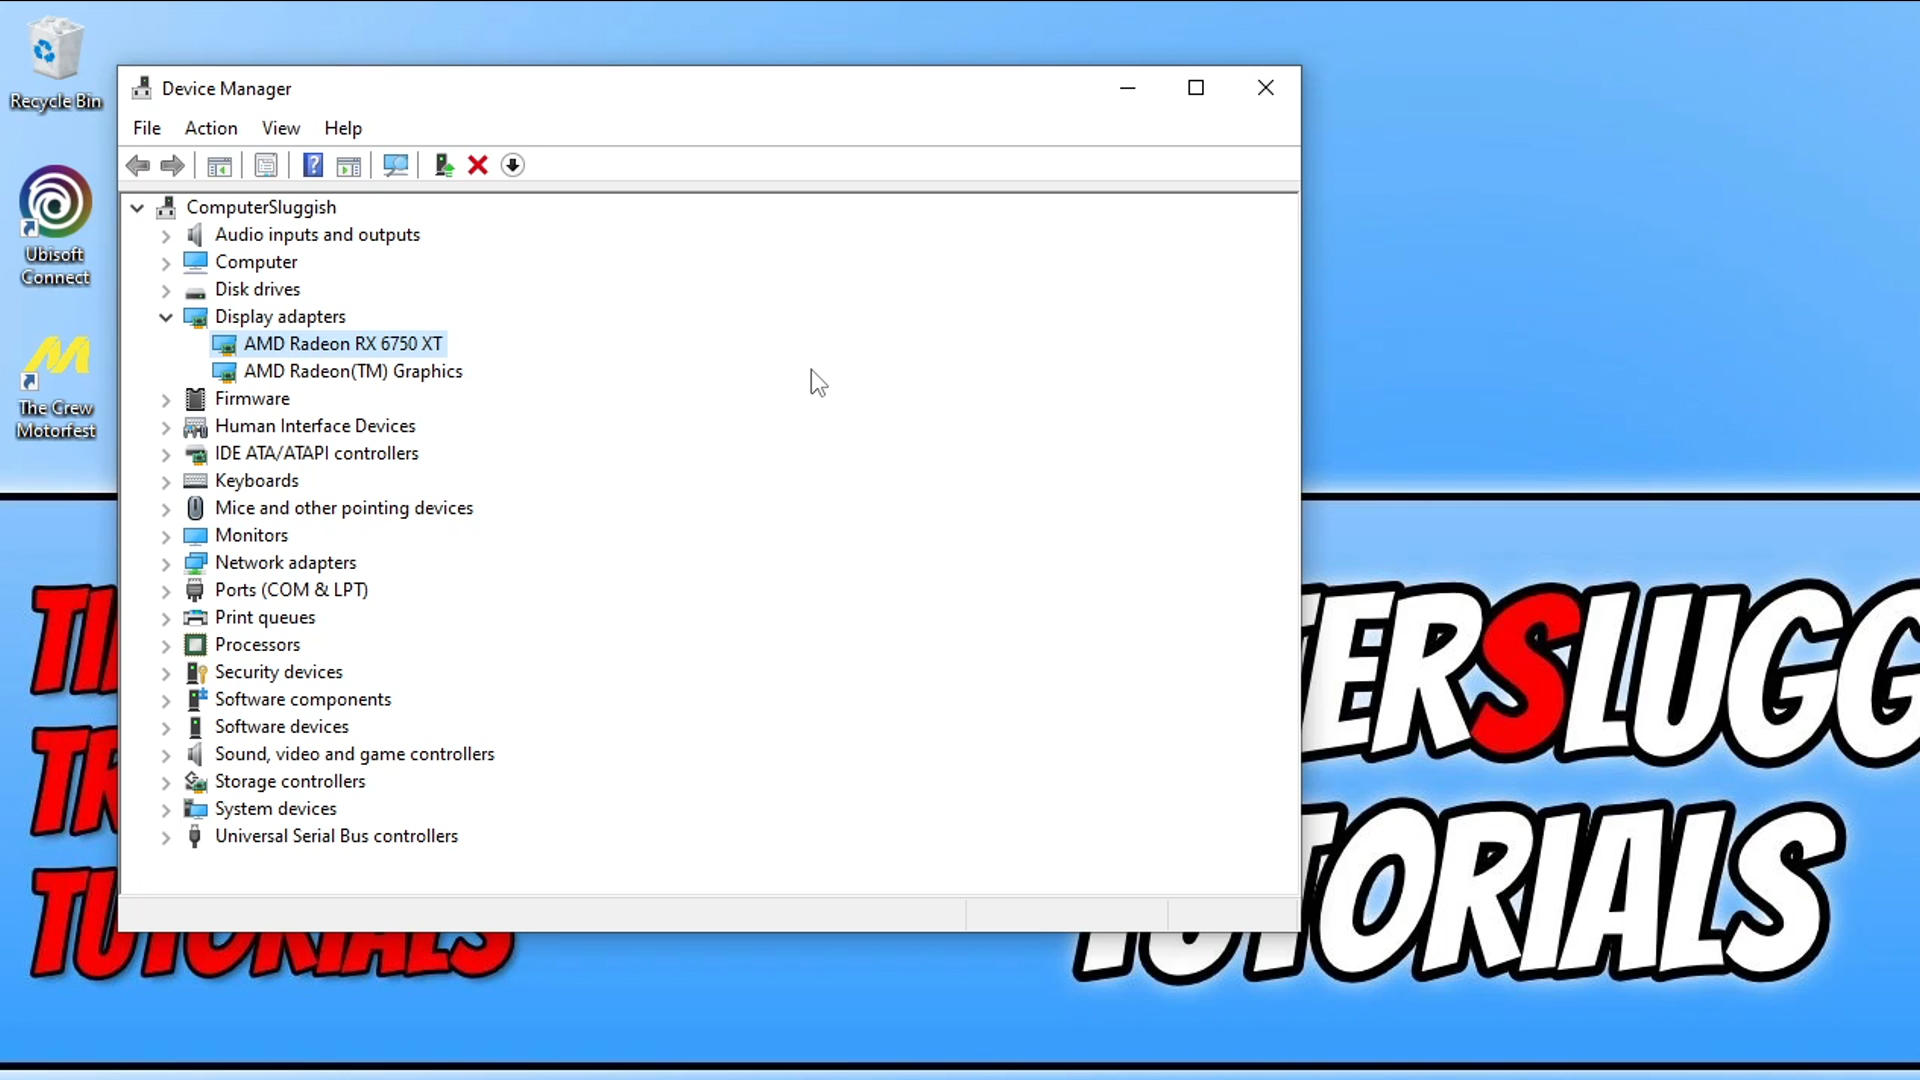 Recycle Bin
Ubisoft
Connect
The Crew
Motorfest
Device Manager
File Action View Help
ComputerSluggish
Audio inputs and outputs
Computer
Disk drives
Display adapters
AMD Radeon RX 6750 XT
AMD Radeon(TM) Graphics
Firmware
Human Interface Devices
IDE ATA/ATAPI controllers
Keyboards
Mice and other pointing devices
Monitors
Network adapters
Ports (COM & LPT)
Print queues
Processors
Security devices
Software components
Software devices
Sound, video and game controllers
Storage controllers
System devices
Universal Serial Bus controllers
TUTORIALS
TERSLUGG
TUTORIALS